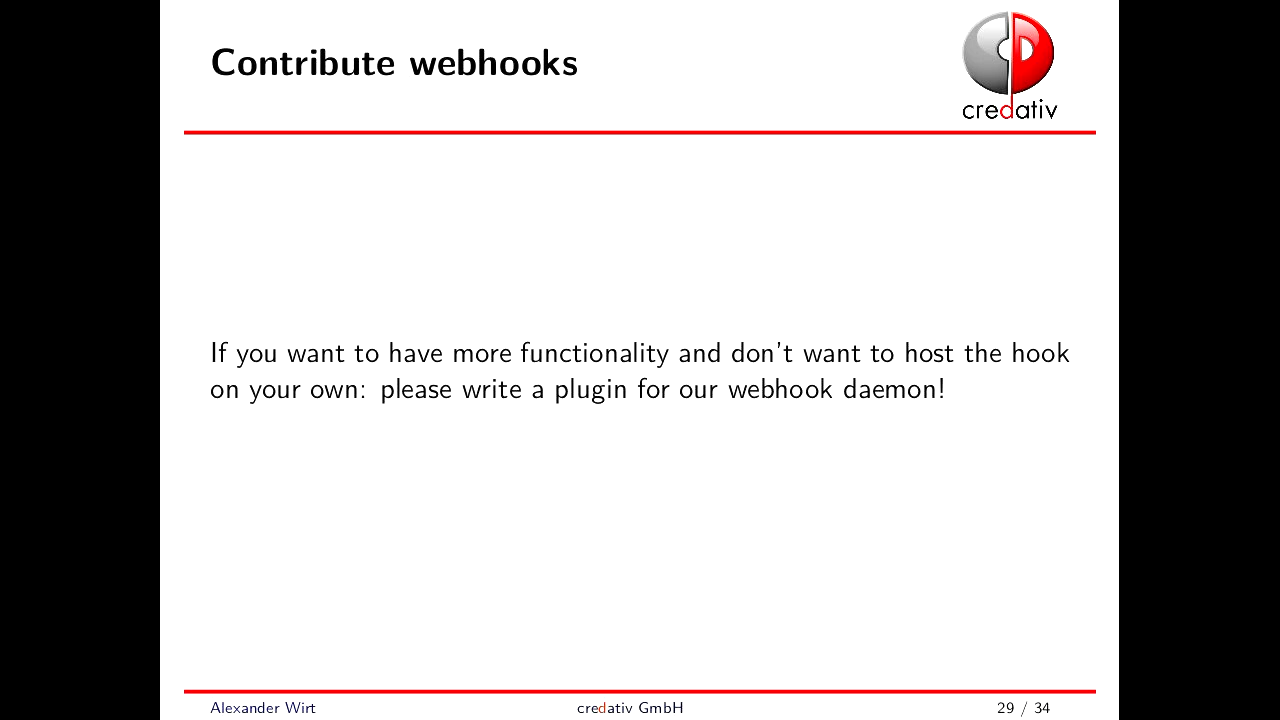 Contribute webhooks
credativ
If you want to have more functionality and don't want to host the hook
on your own: please write a plugin for our webhook daemon!
Alexander Wirt
credativ GmbH
29 / 34